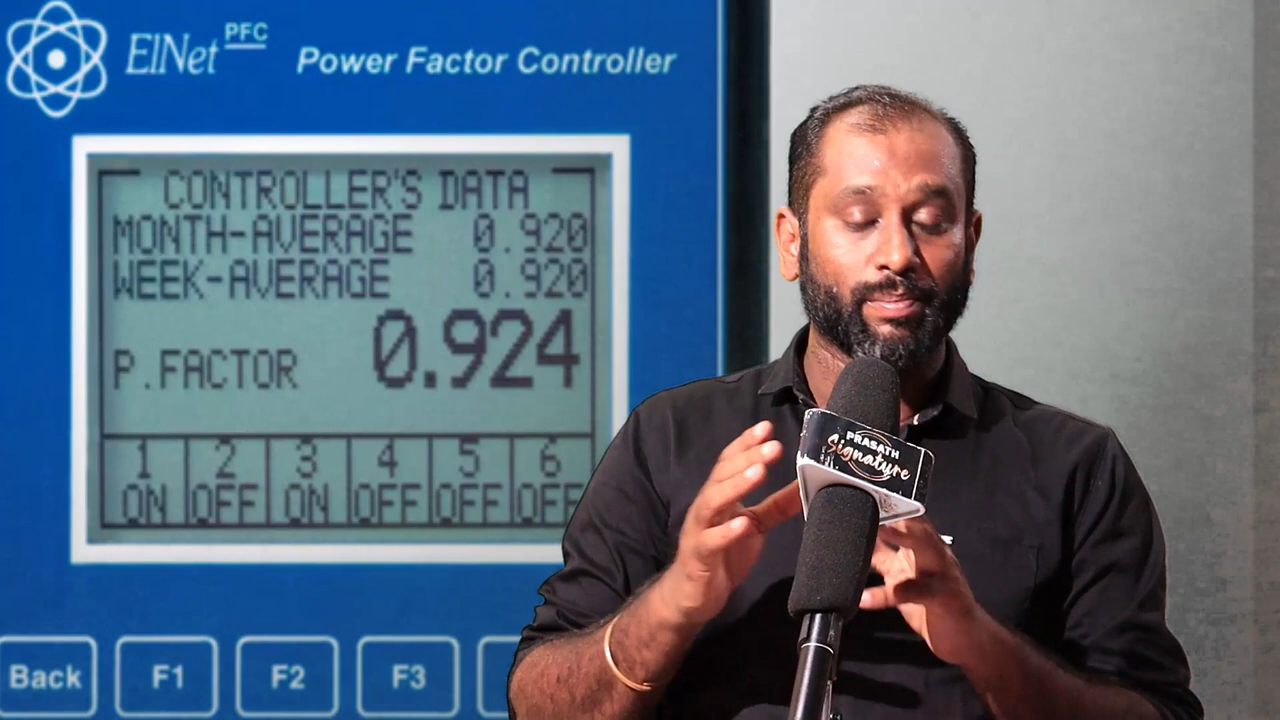 ElNet PFC
Power Factor Controller
CONTROLLER'S DATA
MONTH-AVERAGE 0.920
WEEK-AVERAGE 0.920
P.FACTOR 0.924
1 2 3 4 5 6
ON OFF ON OFF OFF OFF
Back F1 F2 F3
PRASATH
Signature